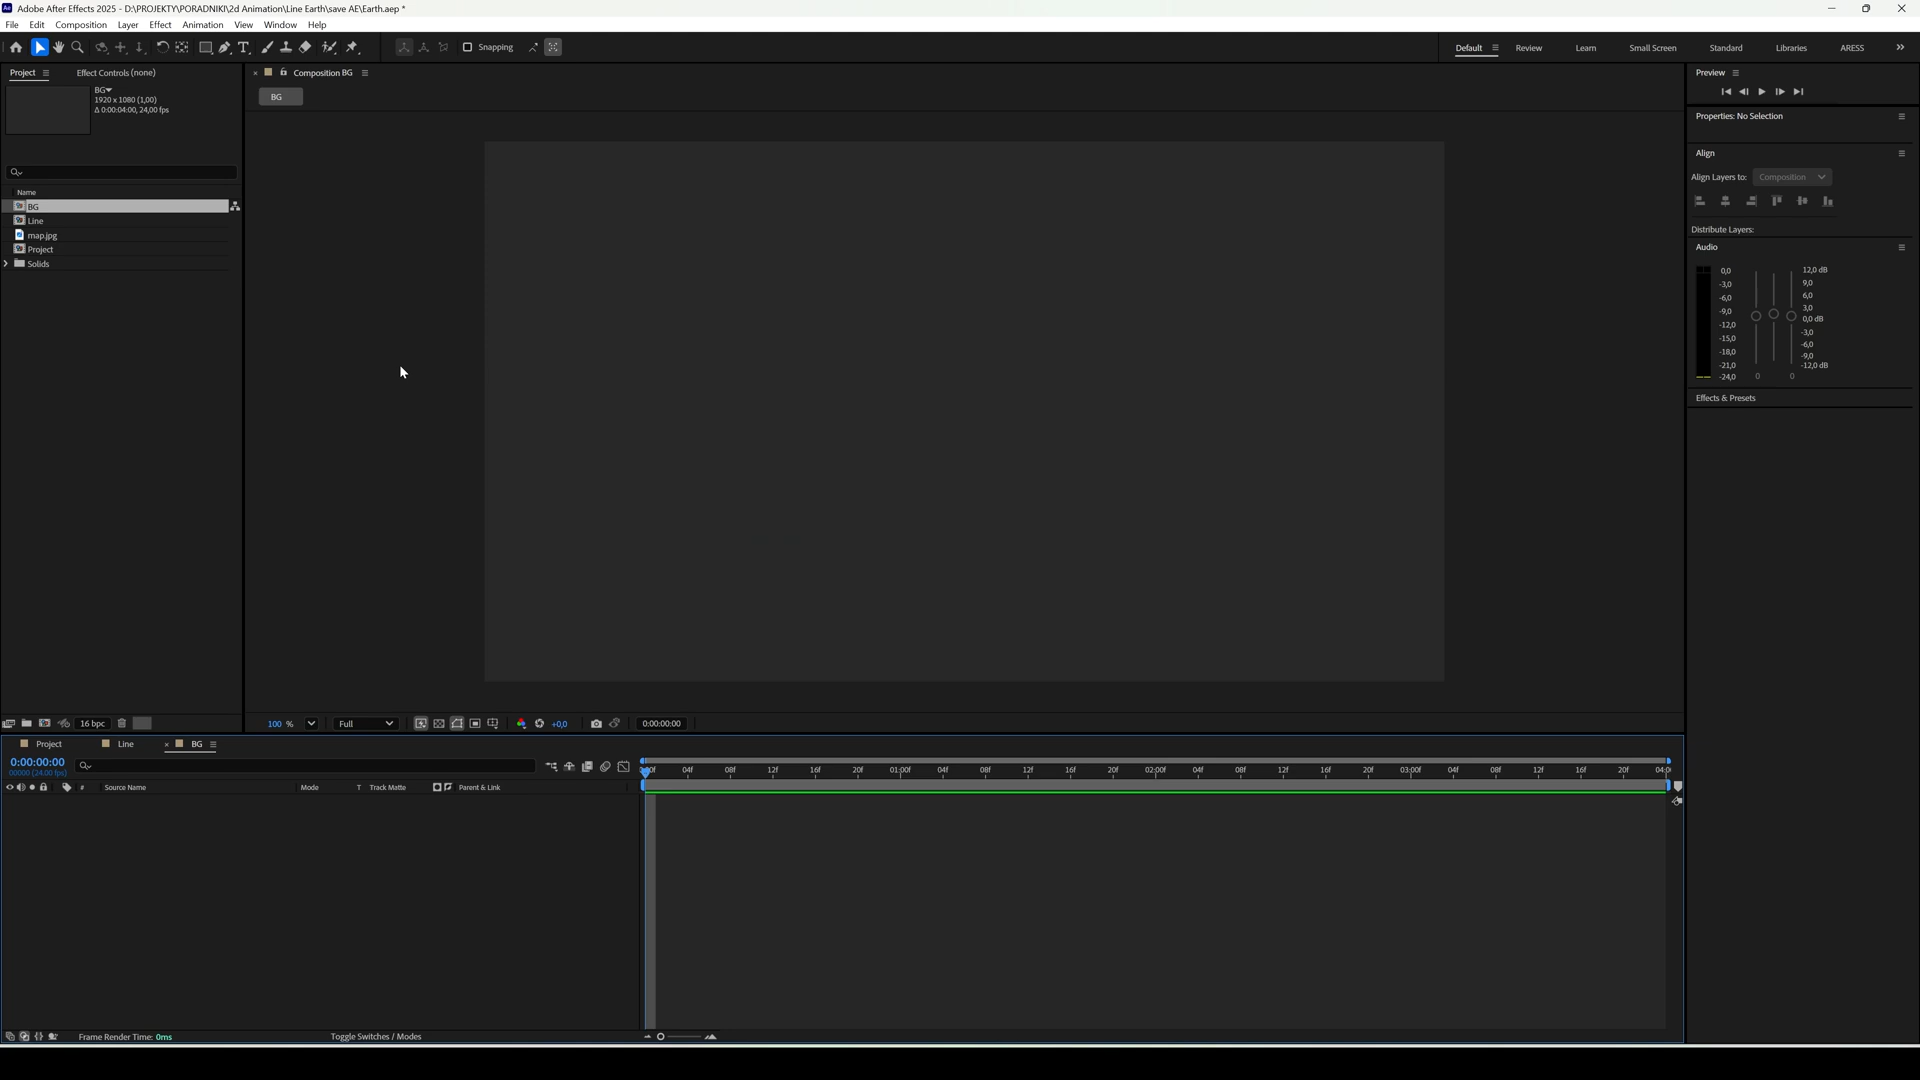 Adobe After Effects 2025 - D:\PROJEKTY\PORADNIKI\2d Animation\Line Earth\save AE\Earth.aep *
File Edit Composition Layer Effect Animation View Window Help
Snapping
Default Review Learn Small Screen Standard Libraries ARESS
Project Effect Controls (none)
BG
1920 x 1080 (1,00)
Δ 0:00:04:00, 24,00 fps
Composition BG
BG
Preview
Properties: No Selection
Align
Align Layers to: Composition
Distribute Layers:
Audio
0,0
-3,0
-6,0
-9,0
-12,0
-15,0
-18,0
-21,0
-24,0
12,0 dB
9,0
6,0
3,0
0,0 dB
-3,0
-6,0
-9,0
-12,0 dB
0 0
Effects & Presets
Name
BG
Line
map.jpg
Project
Solids
16 bpc
100 % Full +0,0 0:00:00:00
Project Line BG
0:00:00:00
00000 (24.00 fps)
04f 08f 12f 16f 20f 01:00f 04f 08f 12f 16f 20f 02:00f 04f 08f 12f 16f 20f 03:00f 04f 08f 12f 16f 20f
# Source Name Mode T Track Matte Parent & Link
Frame Render Time: 0ms Toggle Switches / Modes